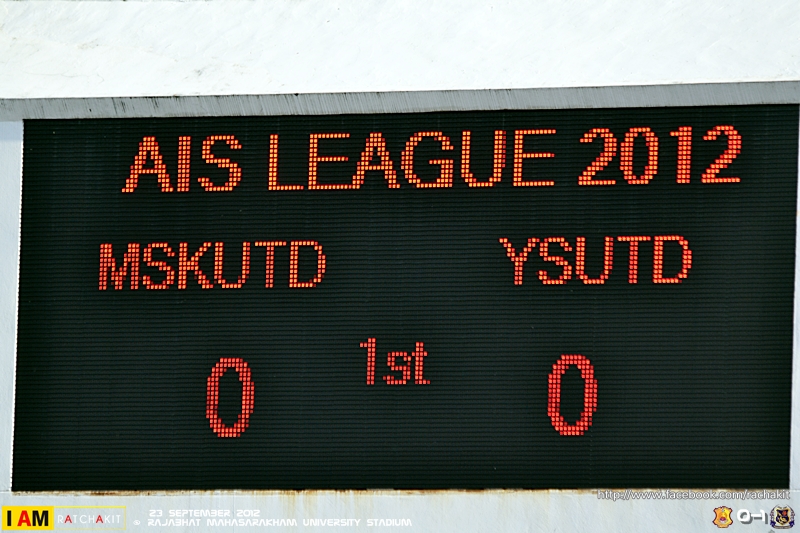 AIS LEAGUE 2012
MSKUTD YSUTD
1st
0 0
http://www.facebook.com/rachakit
I AM RATCHAKIT
23 SEPTEMBER 2012
@ RAJABHAT MAHASARAKHAM UNIVERSITY STADIUM
0-1